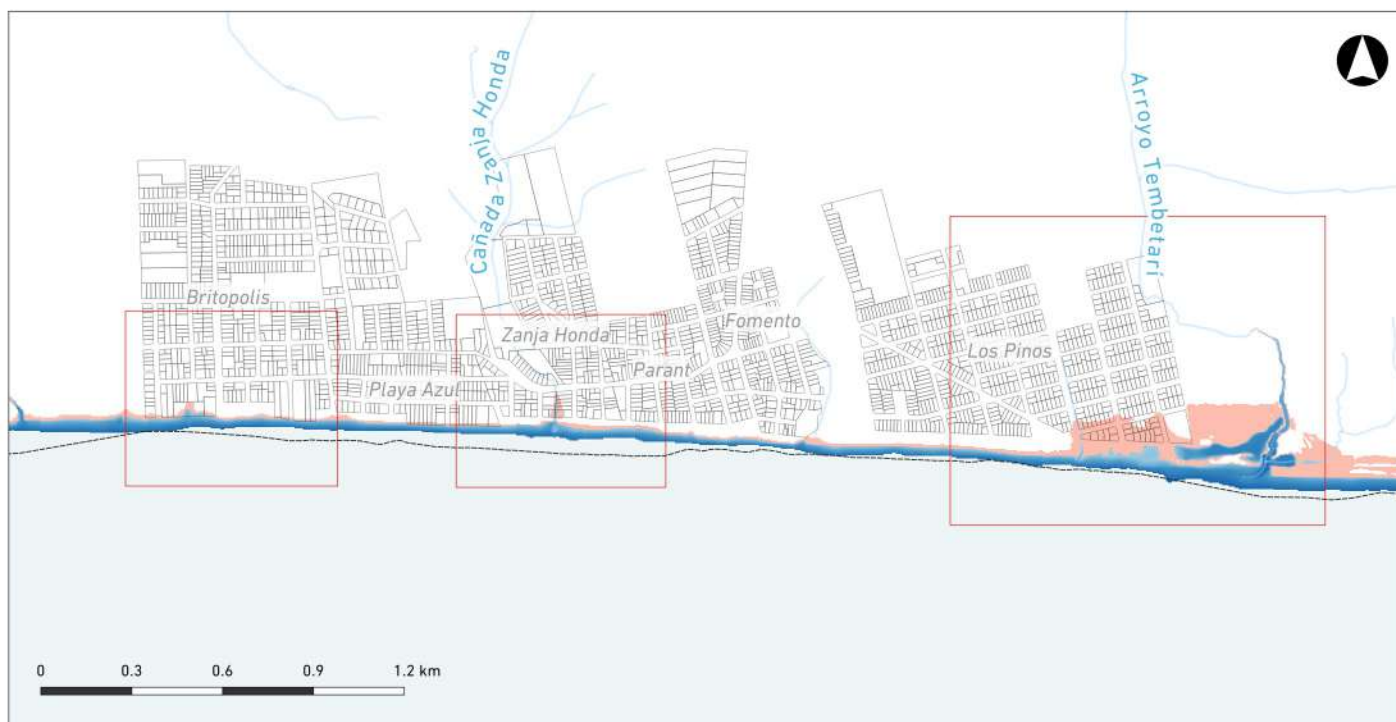 Cañada Zanja Honda
Arroyo Tembetarí
Britopolis
Zanja Honda
Fomento
Los Pinos
Parant
Playa Azul
0 0.3 0.6 0.9 1.2 km